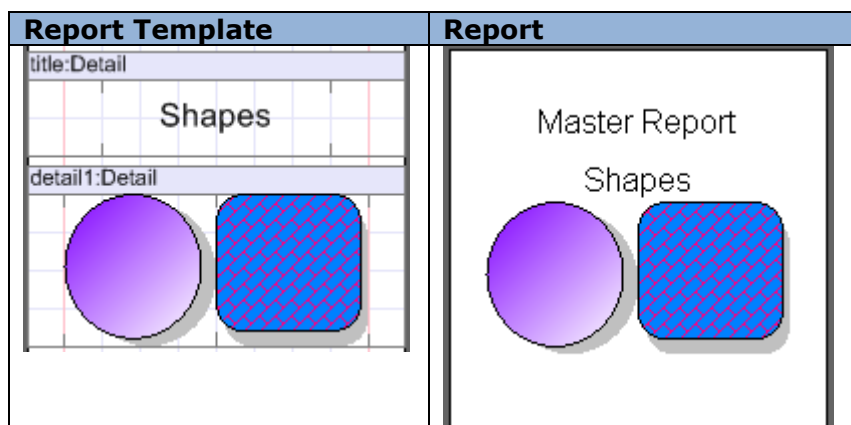 Report Template
Report
title:Detail
Shapes
detail1:Detail
Master Report
Shapes